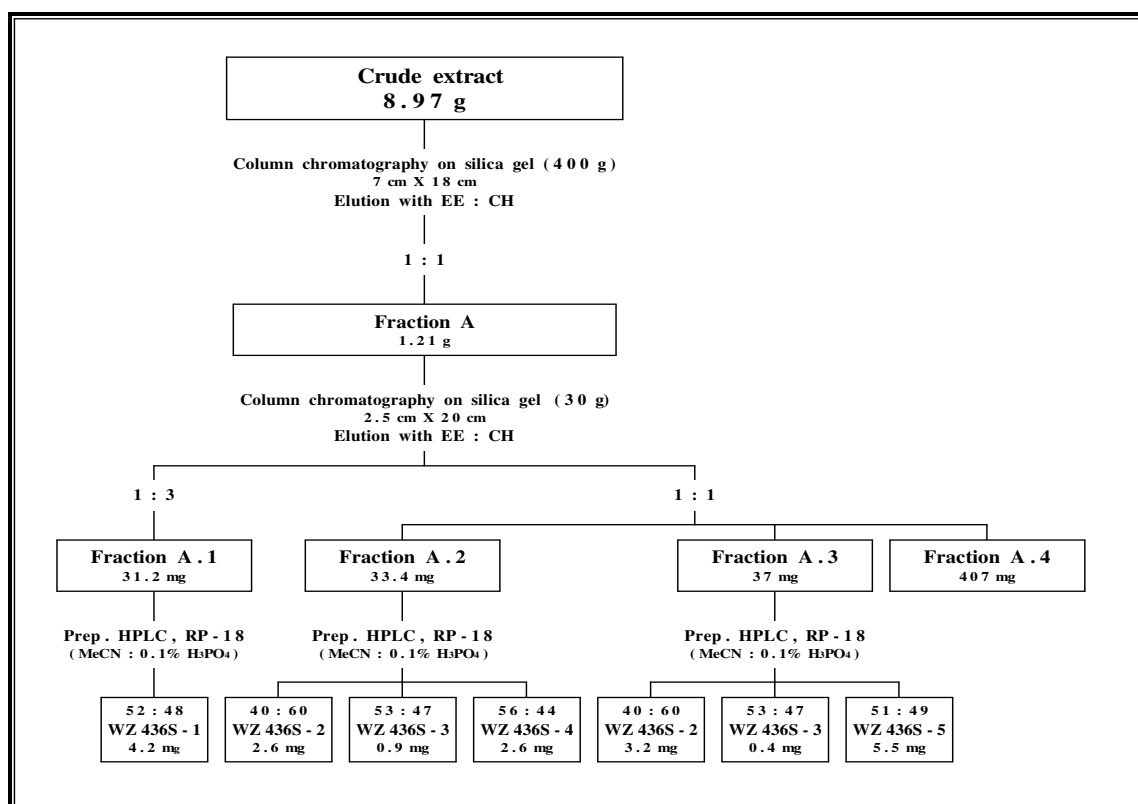 Crude extract
8.97 g
Column chromatography on silica gel (400 g)
7 cm X 18 cm
Elution with EE : CH
1 : 1
Fraction A
1.21 g
Column chromatography on silica gel (30 g)
2.5 cm X 20 cm
Elution with EE : CH
1 : 3
1 : 1
Fraction A.1
31.2 mg
Fraction A.2
33.4 mg
Fraction A.3
37 mg
Fraction A.4
407 mg
Prep. HPLC, RP-18
(MeCN : 0.1% H₃PO₄)
Prep. HPLC, RP-18
(MeCN : 0.1% H₃PO₄)
Prep. HPLC, RP-18
(MeCN : 0.1% H₃PO₄)
52 : 48
WZ 436S-1
4.2 mg
40 : 60
WZ 436S-2
2.6 mg
53 : 47
WZ 436S-3
0.9 mg
56 : 44
WZ 436S-4
2.6 mg
40 : 60
WZ 436S-2
3.2 mg
53 : 47
WZ 436S-3
0.4 mg
51 : 49
WZ 436S-5
5.5 mg